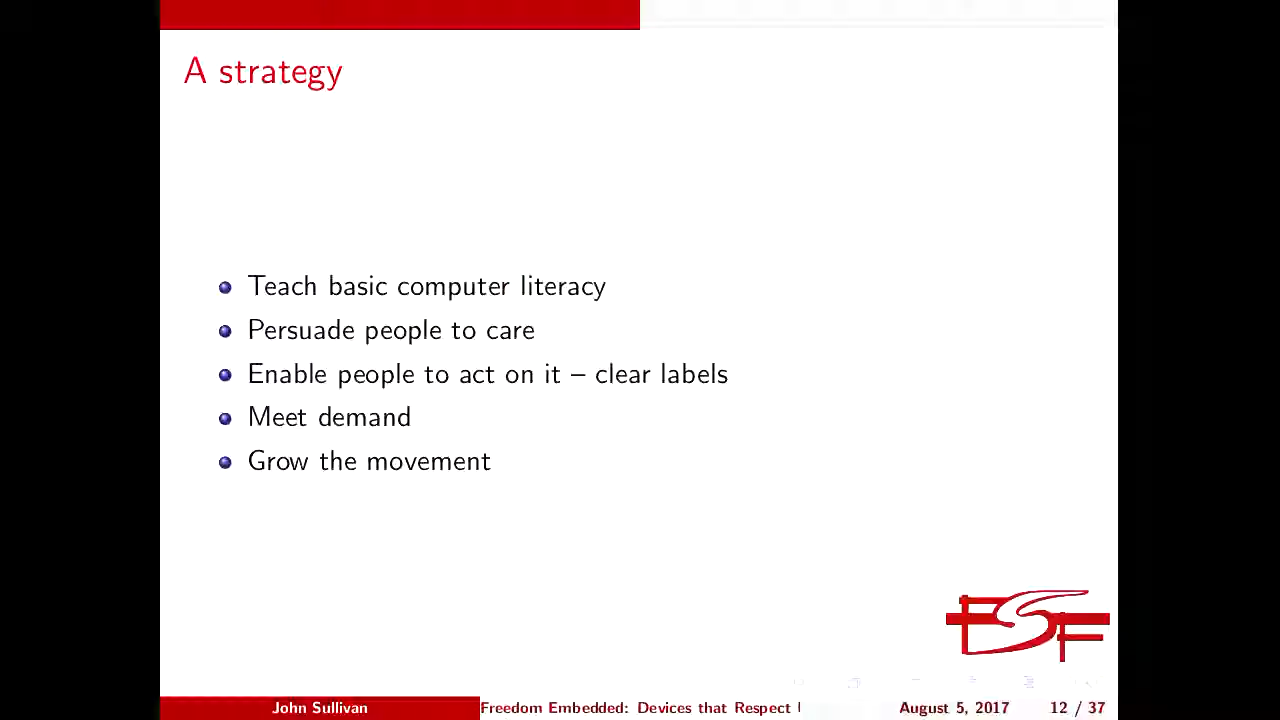 A strategy
Teach basic computer literacy
Persuade people to care
Enable people to act on it – clear labels
Meet demand
Grow the movement
FSF
John Sullivan
Freedom Embedded: Devices that Respect
August 5, 2017
12 / 37